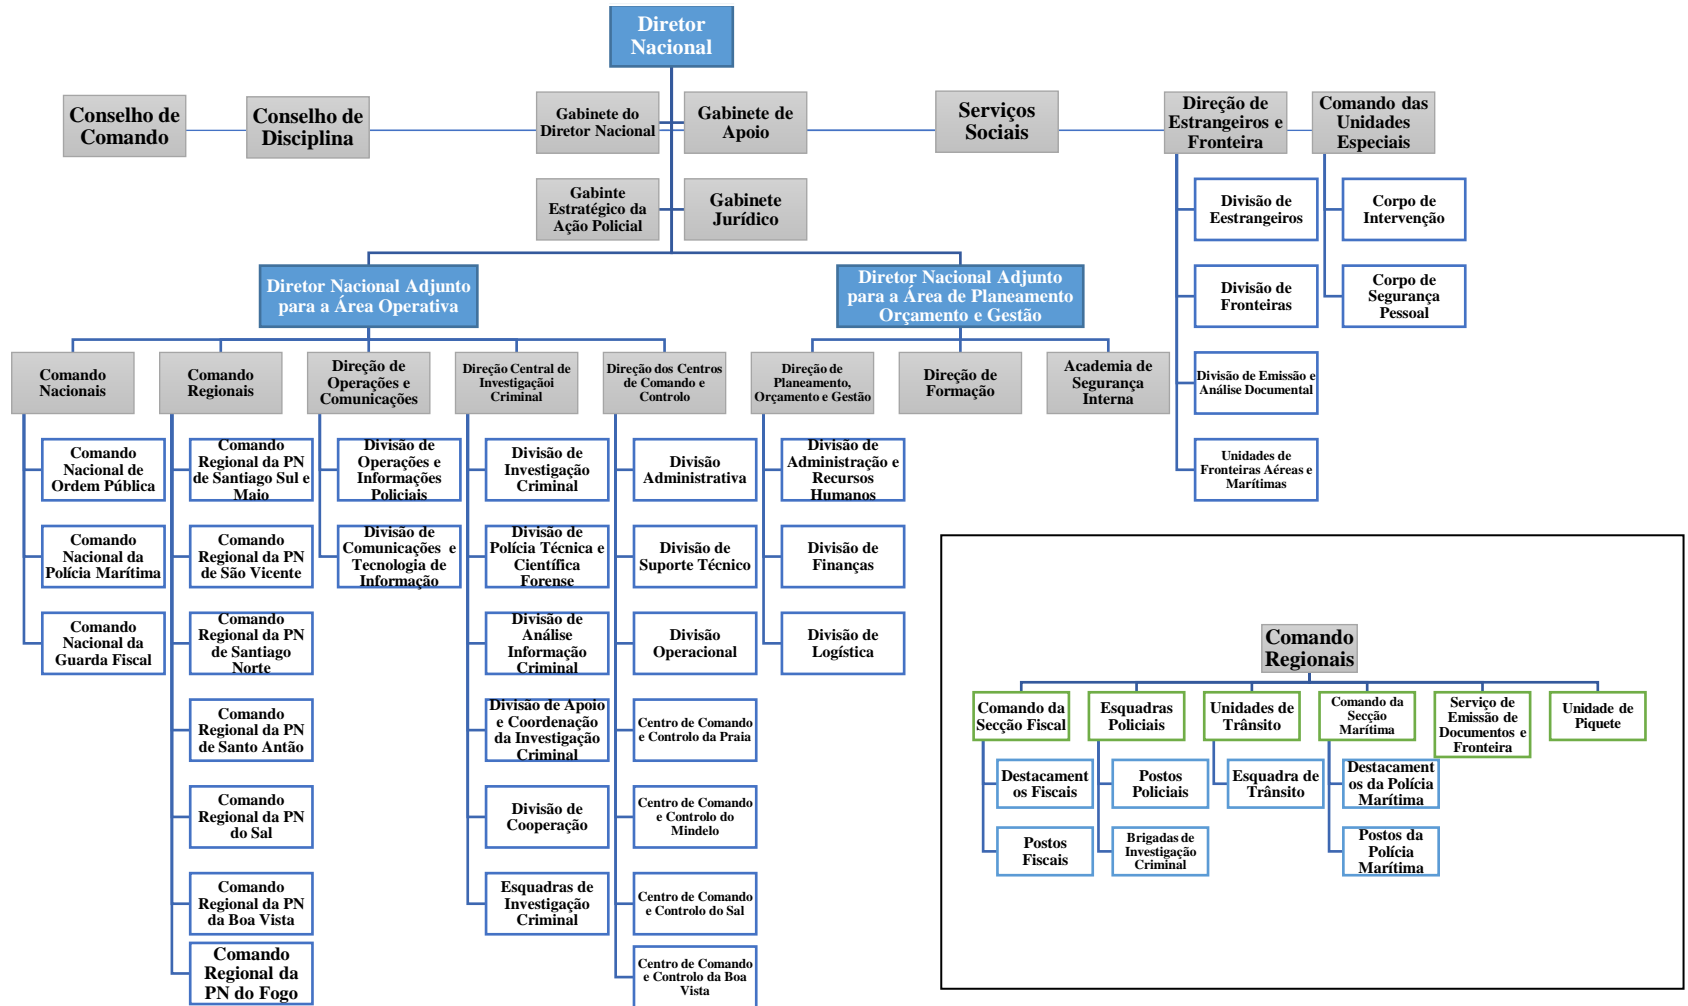 Diretor
Nacional
Conselho de
Comando
Conselho de
Disciplina
Gabinete do
Diretor Nacional
Gabinete de
Apoio
Serviços
Sociais
Direção de
Estrangeiros e
Fronteira
Comando das
Unidades
Especiais
Gabinte
Estratégico da
Ação Policial
Gabinete
Jurídico
Divisão de
Eestrangeiros
Corpo de
Intervenção
Divisão de
Fronteiras
Corpo de
Segurança
Pessoal
Divisão de Emissão e
Análise Documental
Unidades de
Fronteiras Aéreas e
Marítimas
Diretor Nacional Adjunto
para a Área Operativa
Diretor Nacional Adjunto
para a Área de Planeamento
Orçamento e Gestão
Comando
Nacionais
Comando
Regionais
Direção de
Operações e
Comunicações
Direção Central de
Investigaçãoi
Criminal
Direção dos Centros
de Comando e
Controlo
Direção de
Planeamento,
Orçamento e Gestão
Direção de
Formação
Academia de
Segurança
Interna
Comando
Nacional de
Ordem Pública
Comando
Nacional da
Polícia Marítima
Comando
Nacional da
Guarda Fiscal
Comando
Regional da PN
de Santiago Sul e
Maio
Comando
Regional da PN
de São Vicente
Comando
Regional da PN
de Santiago
Norte
Comando
Regional da PN
de Santo Antão
Comando
Regional da PN
do Sal
Comando
Regional da PN
da Boa Vista
Comando
Regional da
PN do Fogo
Divisão de
Operações e
Informações
Policiais
Divisão de
Comunicações e
Tecnologia de
Informação
Divisão de
Investigação
Criminal
Divisão de
Polícia Técnica e
Científica
Forense
Divisão de
Análise
Informação
Criminal
Divisão de Apoio
e Coordenação
da Investigação
Criminal
Divisão de
Cooperação
Esquadras de
Investigação
Criminal
Divisão
Administrativa
Divisão de
Suporte Técnico
Divisão
Operacional
Centro de Comando
e Controlo da Praia
Centro de Comando
e Controlo do
Mindelo
Centro de Comando
e Controlo do Sal
Centro de Comando
e Controlo da Boa
Vista
Divisão de
Administração e
Recursos
Humanos
Divisão de
Finanças
Divisão de
Logística
Comando
Regionais
Comando da
Secção Fiscal
Esquadras
Policiais
Unidades de
Trânsito
Comando da
Secção
Marítima
Serviço de
Emissão de
Documentos e
Fronteira
Unidade de
Piquete
Destacament
os Fiscais
Postos
Fiscais
Postos
Policiais
Brigadas de
Investigação
Criminal
Esquadra de
Trânsito
Destacament
os da Polícia
Marítima
Postos da
Polícia
Marítima